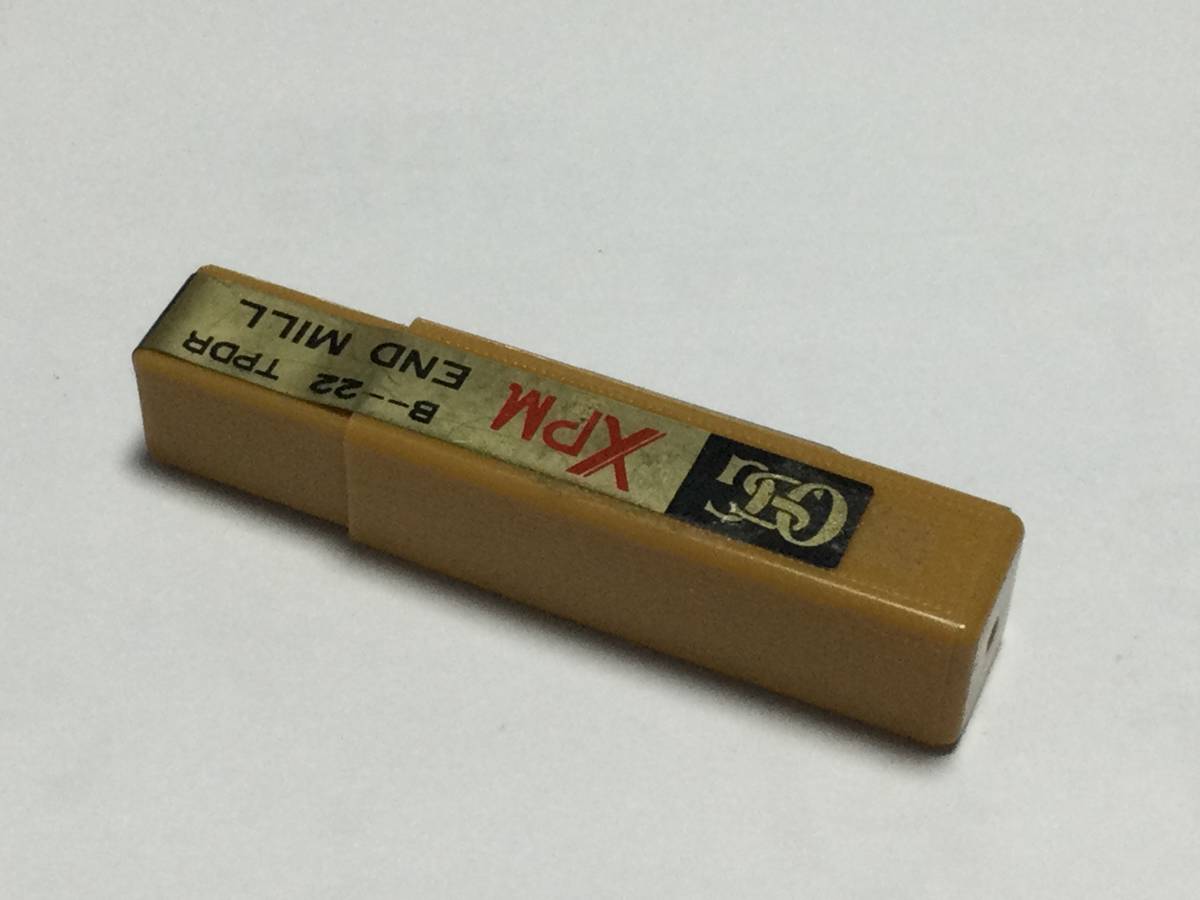 OSG
XPM
END MILL
B--22 TPDR